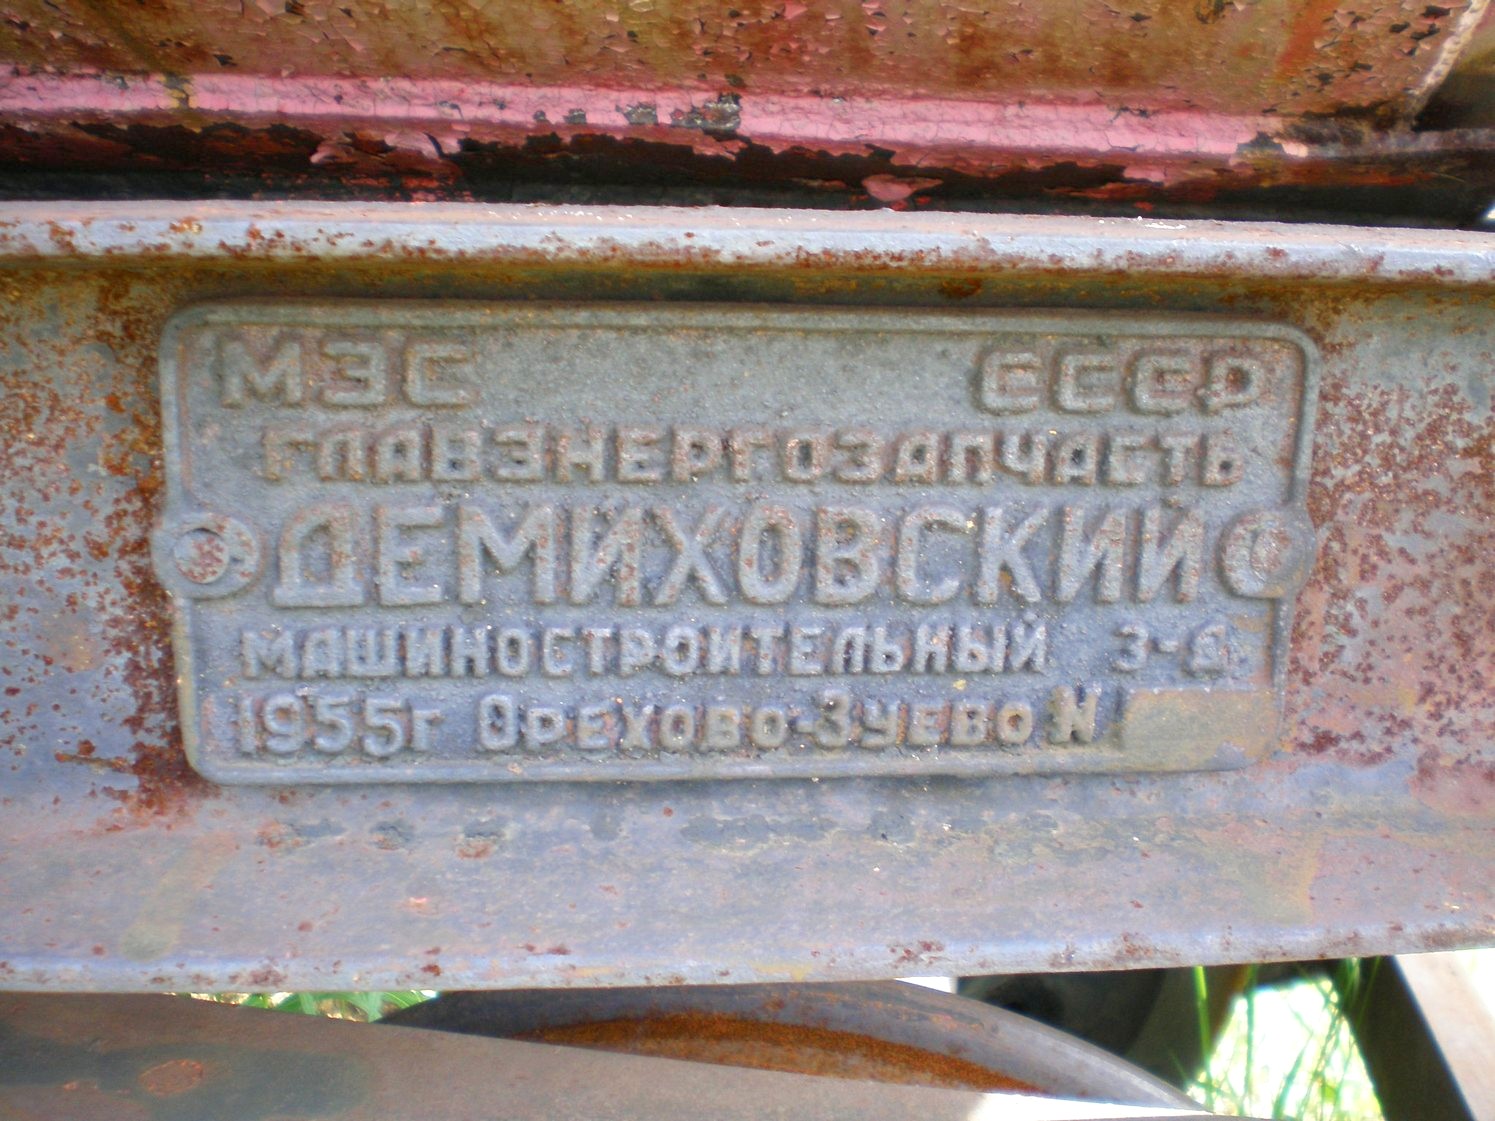 МЭС СССР
ГЛАВЭНЕРГОЗАПЧАСТЬ
ДЕМИХОВСКИЙ
МАШИНОСТРОИТЕЛЬНЫЙ З-Д
1955г ОРЕХОВО-ЗУЕВО N